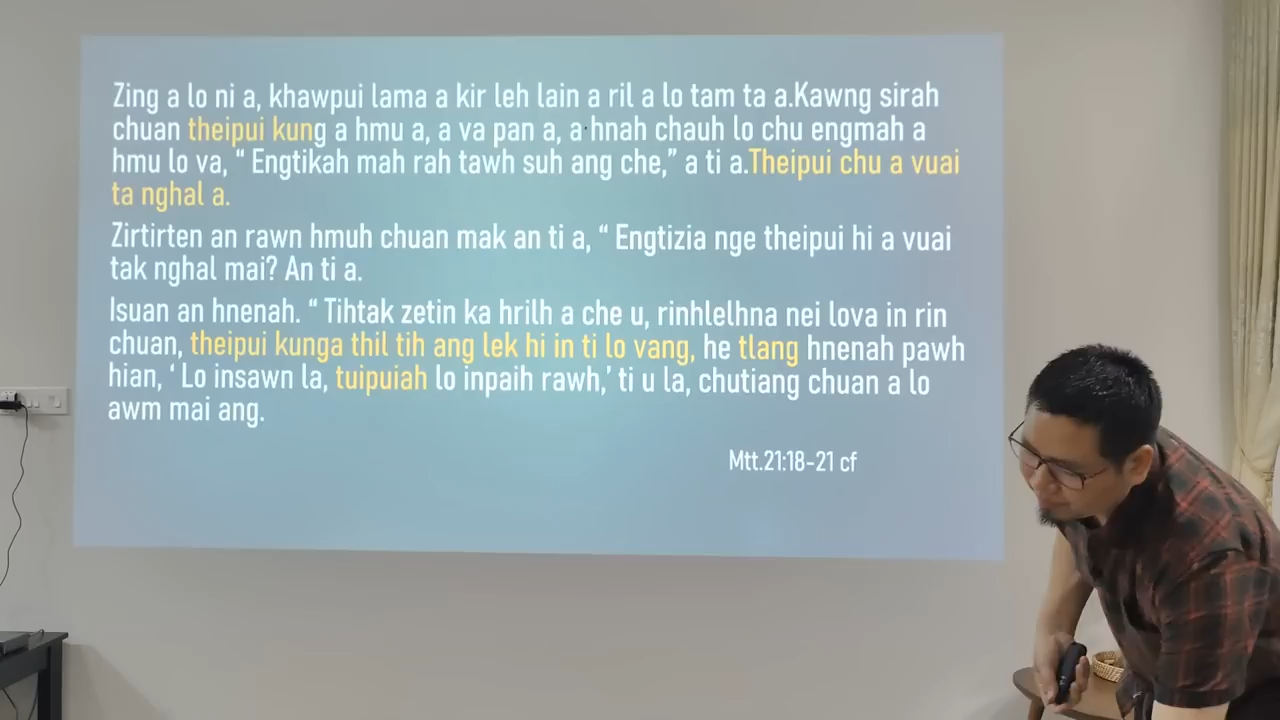 Zing a lo ni a, khawpui lama a kir leh lain a ril a lo tam ta a.Kawng sirah
chuan theipui kung a hmu a, a va pan a, a hnah chauh lo chu engmah a
hmu lo va, “ Engtikah mah rah tawh suh ang che,” a ti a.Theipui chu a vuai
ta nghal a.
Zirtirten an rawn hmuh chuan mak an ti a, “ Engtizia nge theipui hi a vuai
tak nghal mai? An ti a.
Isuan an hnenah. “ Tihtak zetin ka hrilh a che u, rinhlelhna nei lova in rin
chuan, theipui kunga thil tih ang lek hi in ti lo vang, he tlang hnenah pawh
hian, ‘ Lo insawn la, tuipuiah lo inpaih rawh,’ ti u la, chutiang chuan a lo
awm mai ang.
Mtt.21:18-21 cf